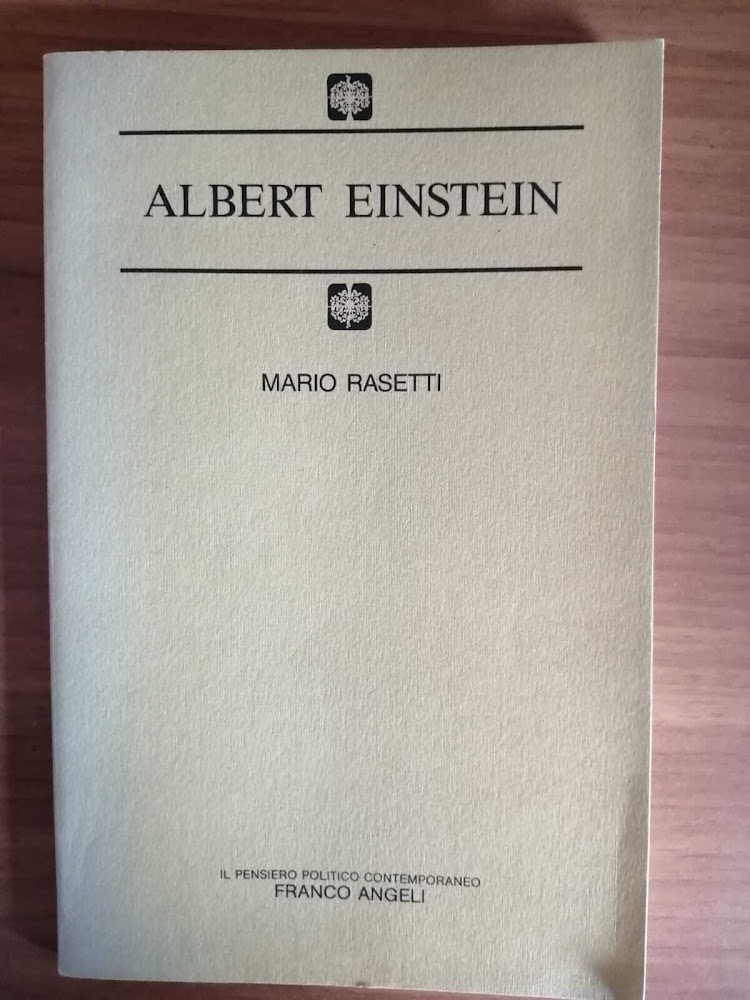 ALBERT EINSTEIN
MARIO RASETTI
IL PENSIERO POLITICO CONTEMPORANEO
FRANCO ANGELI